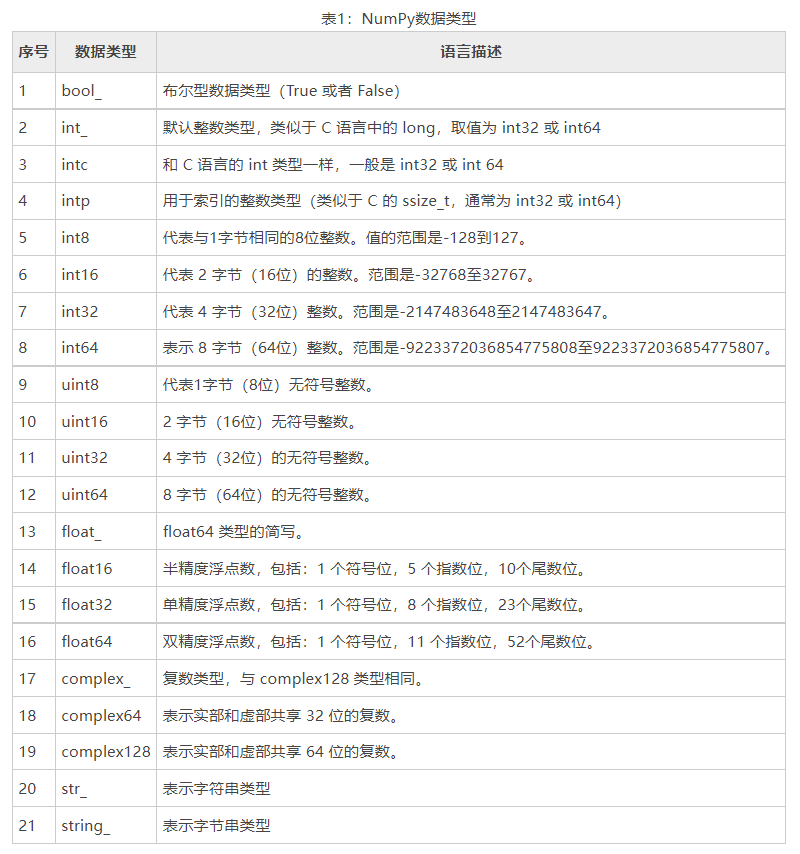 表1：NumPy数据类型
序号 数据类型 语言描述
1 bool_ 布尔型数据类型（True 或者 False）
2 int_ 默认整数类型，类似于 C 语言中的 long，取值为 int32 或 int64
3 intc 和 C 语言的 int 类型一样，一般是 int32 或 int 64
4 intp 用于索引的整数类型（类似于 C 的 ssize_t，通常为 int32 或 int64）
5 int8 代表与1字节相同的8位整数。值的范围是-128到127。
6 int16 代表 2 字节（16位）的整数。范围是-32768至32767。
7 int32 代表 4 字节（32位）整数。范围是-2147483648至2147483647。
8 int64 表示 8 字节（64位）整数。范围是-9223372036854775808至9223372036854775807。
9 uint8 代表1字节（8位）无符号整数。
10 uint16 2 字节（16位）无符号整数。
11 uint32 4 字节（32位）的无符号整数。
12 uint64 8 字节（64位）的无符号整数。
13 float_ float64 类型的简写。
14 float16 半精度浮点数，包括：1 个符号位，5 个指数位，10个尾数位。
15 float32 单精度浮点数，包括：1 个符号位，8 个指数位，23个尾数位。
16 float64 双精度浮点数，包括：1 个符号位，11 个指数位，52个尾数位。
17 complex_ 复数类型，与 complex128 类型相同。
18 complex64 表示实部和虚部共享 32 位的复数。
19 complex128 表示实部和虚部共享 64 位的复数。
20 str_ 表示字符串类型
21 string_ 表示字节串类型